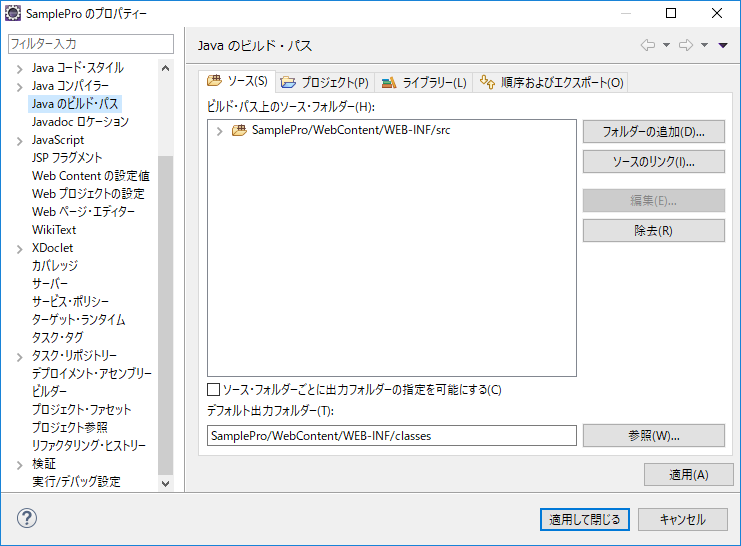 SamplePro のプロパティー
フィルター入力
Java コード・スタイル
Java コンパイラー
Java のビルド・パス
Javadoc ロケーション
JavaScript
JSP フラグメント
Web Content の設定値
Web プロジェクトの設定
Web ページ・エディター
WikiText
XDoclet
カバレッジ
サーバー
サービス・ポリシー
ターゲット・ランタイム
タスク・タグ
タスク・リポジトリー
デプロイメント・アセンブリー
ビルダー
プロジェクト・ファセット
プロジェクト参照
リファクタリング・ヒストリー
検証
実行/デバッグ設定
Java のビルド・パス
ソース(S)
プロジェクト(P)
ライブラリー(L)
順序およびエクスポート(O)
ビルド・パス上のソース・フォルダー(H):
SamplePro/WebContent/WEB-INF/src
フォルダーの追加(D)...
ソースのリンク(I)...
編集(E)...
除去(R)
ソース・フォルダーごとに出力フォルダーの指定を可能にする(C)
デフォルト出力フォルダー(T):
SamplePro/WebContent/WEB-INF/classes
参照(W)...
適用(A)
適用して閉じる
キャンセル